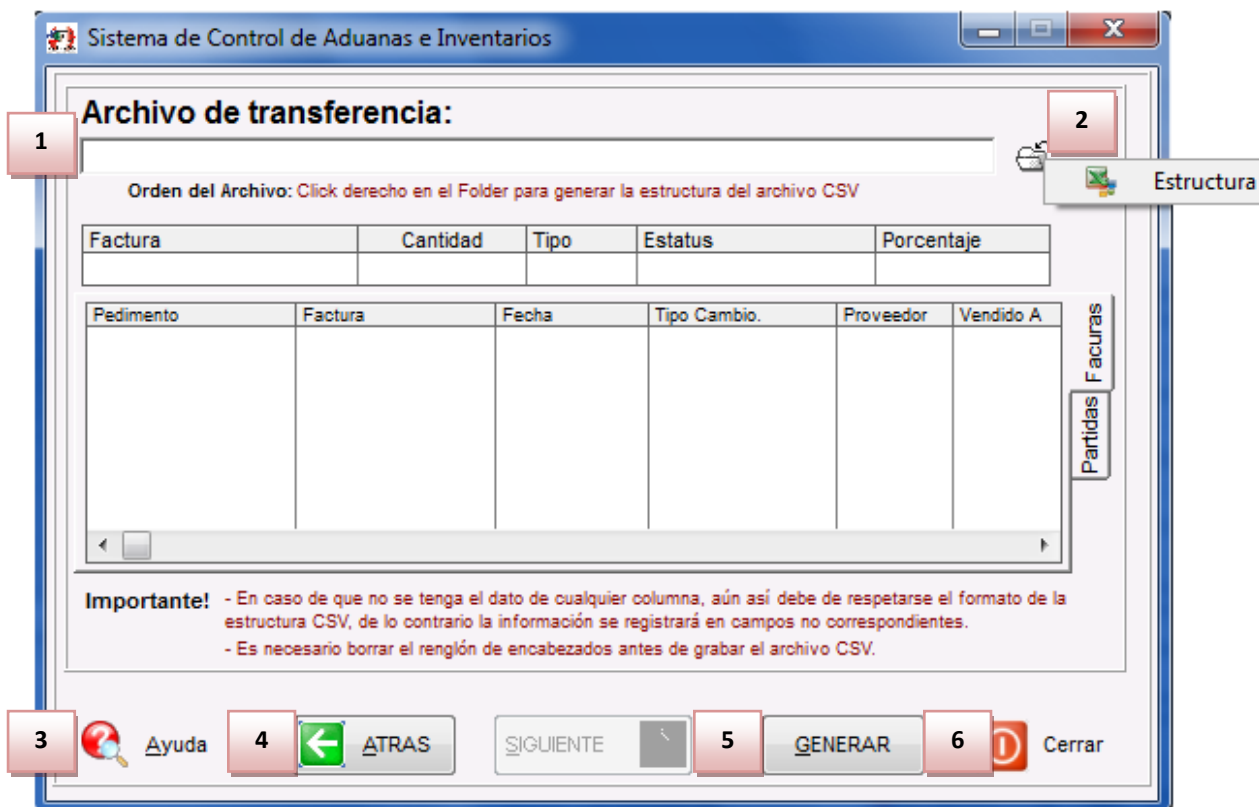 Sistema de Control de Aduanas e Inventarios
X
Archivo de transferencia:
1
2
Orden del Archivo: Click derecho en el Folder para generar la estructura del archivo CSV
Estructura
Factura Cantidad Tipo Estatus Porcentaje
Pedimento Factura Fecha Tipo Cambio. Proveedor Vendido A
Facuras
Partidas
Importante! - En caso de que no se tenga el dato de cualquier columna, aún así debe de respetarse el formato de la
estructura CSV, de lo contrario la información se registrará en campos no correspondientes.
- Es necesario borrar el renglón de encabezados antes de grabar el archivo CSV.
3 Ayuda 4 ATRAS SIGUIENTE 5 GENERAR 6 Cerrar